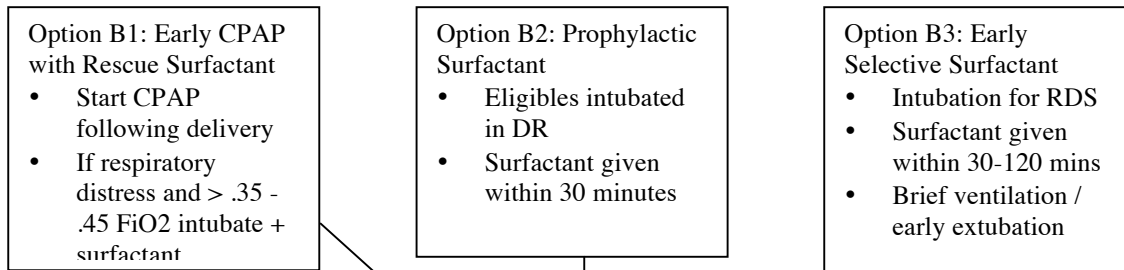 Option B1: Early CPAP
with Rescue Surfactant
• Start CPAP
following delivery
• If respiratory
distress and > .35 -
.45 FiO2 intubate +
surfactant
Option B2: Prophylactic
Surfactant
• Eligibles intubated
in DR
• Surfactant given
within 30 minutes
Option B3: Early
Selective Surfactant
• Intubation for RDS
• Surfactant given
within 30-120 mins
• Brief ventilation /
early extubation